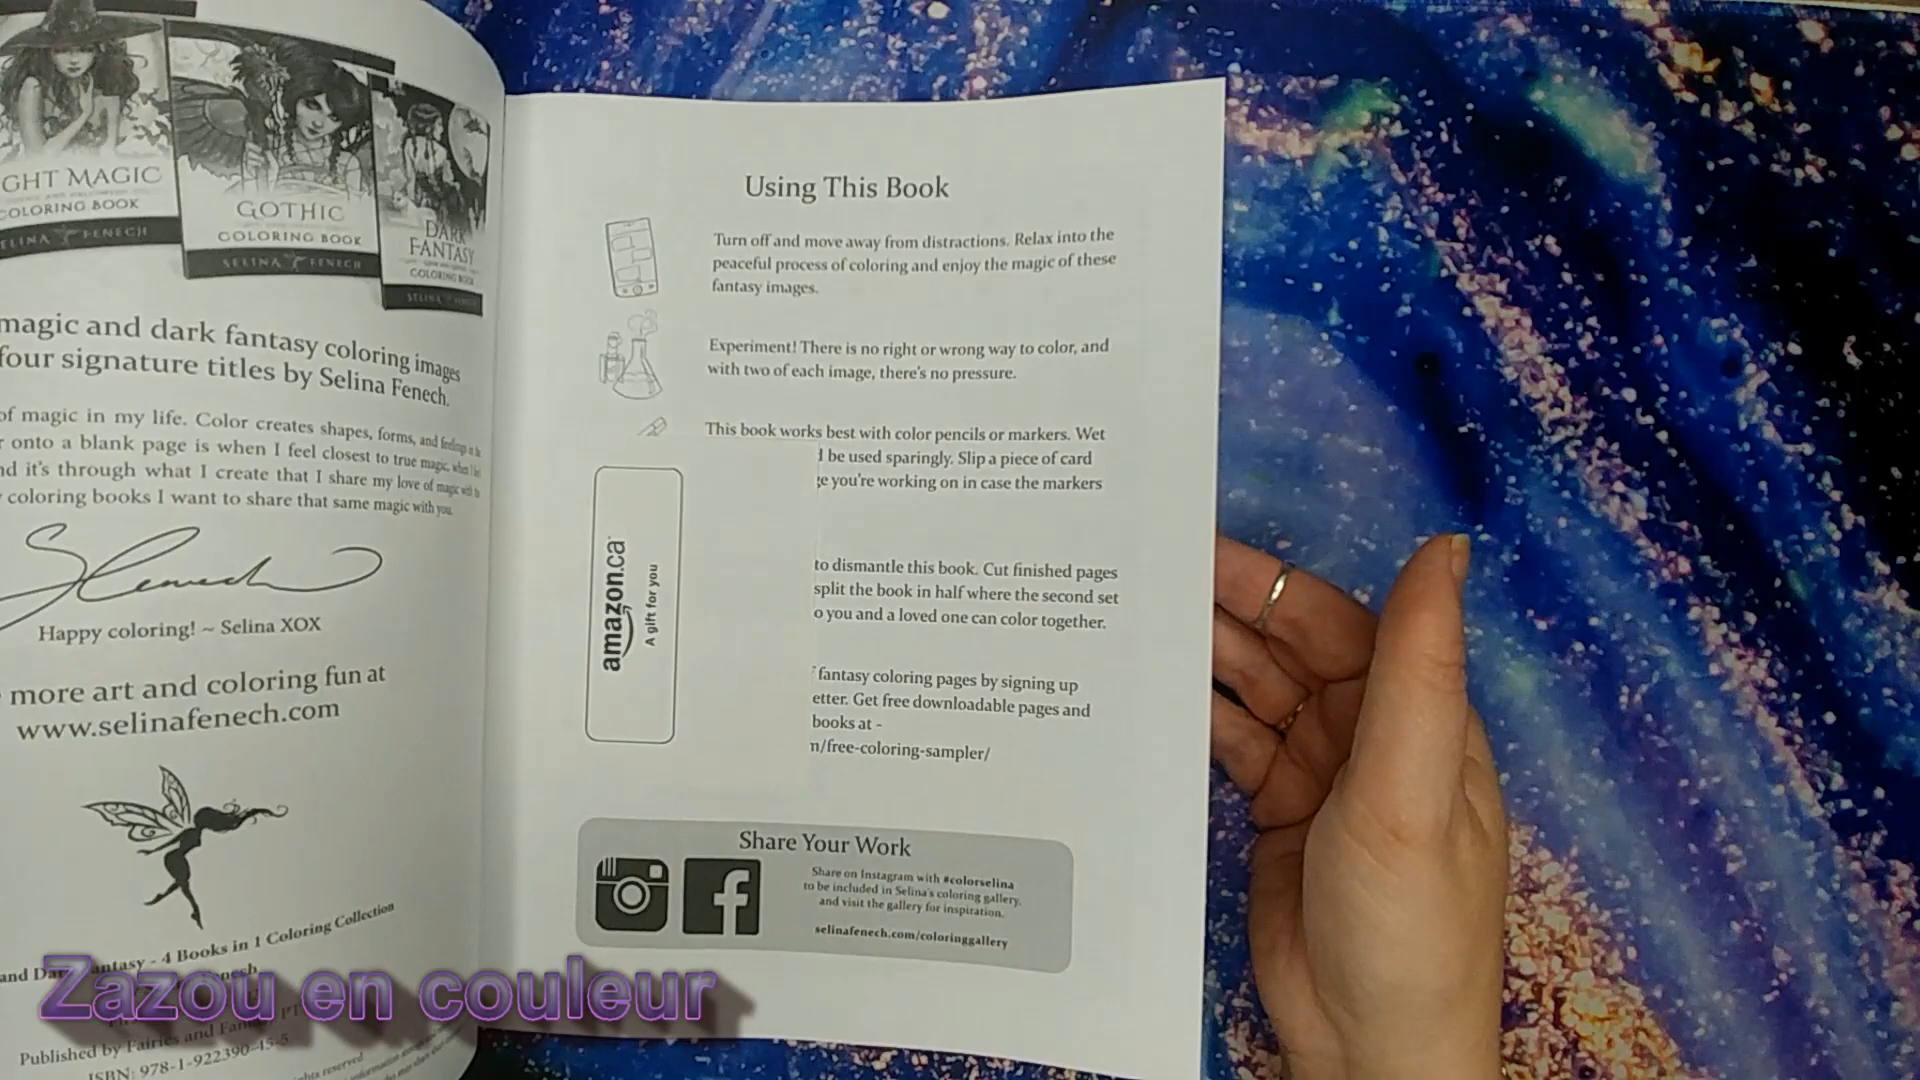 GHT MAGIC
COLORING BOOK
SELINA FENECH
GOTHIC
COLORING BOOK
SELINA FENECH
DARK
FANTASY
COLORING BOOK
SELINA
magic and dark fantasy coloring images
four signature titles by Selina Fenech.
of magic in my life. Color creates shapes, forms, and feelings
onto a blank page is when I feel closest to true magic, when I
it's through what I create that I share my love of magic with
coloring books I want to share that same magic with you.
Happy coloring! ~ Selina XOX
more art and coloring fun at
www.selinafenech.com
and Dark Fantasy - 4 Books in 1 Coloring Collection
Published by Fairies and
ISBN: 978-1-922390-45-5
Using This Book
Turn off and move away from distractions. Relax into the
peaceful process of coloring and enjoy the magic of these
fantasy images.
Experiment! There is no right or wrong way to color, and
with two of each image, there's no pressure.
This book works best with color pencils or markers. Wet
be used sparingly. Slip a piece of card
you're working on in case the markers
to dismantle this book. Cut finished pages
split the book in half where the second set
you and a loved one can color together.
fantasy coloring pages by signing up
etter. Get free downloadable pages and
books at -
n/free-coloring-sampler/
amazon.ca
A gift for you
Share Your Work
Share on Instagram with #colorselina
to be included in Selina's coloring gallery,
and visit the gallery for inspiration.
selinafenech.com/coloringgallery
Zazou en couleur